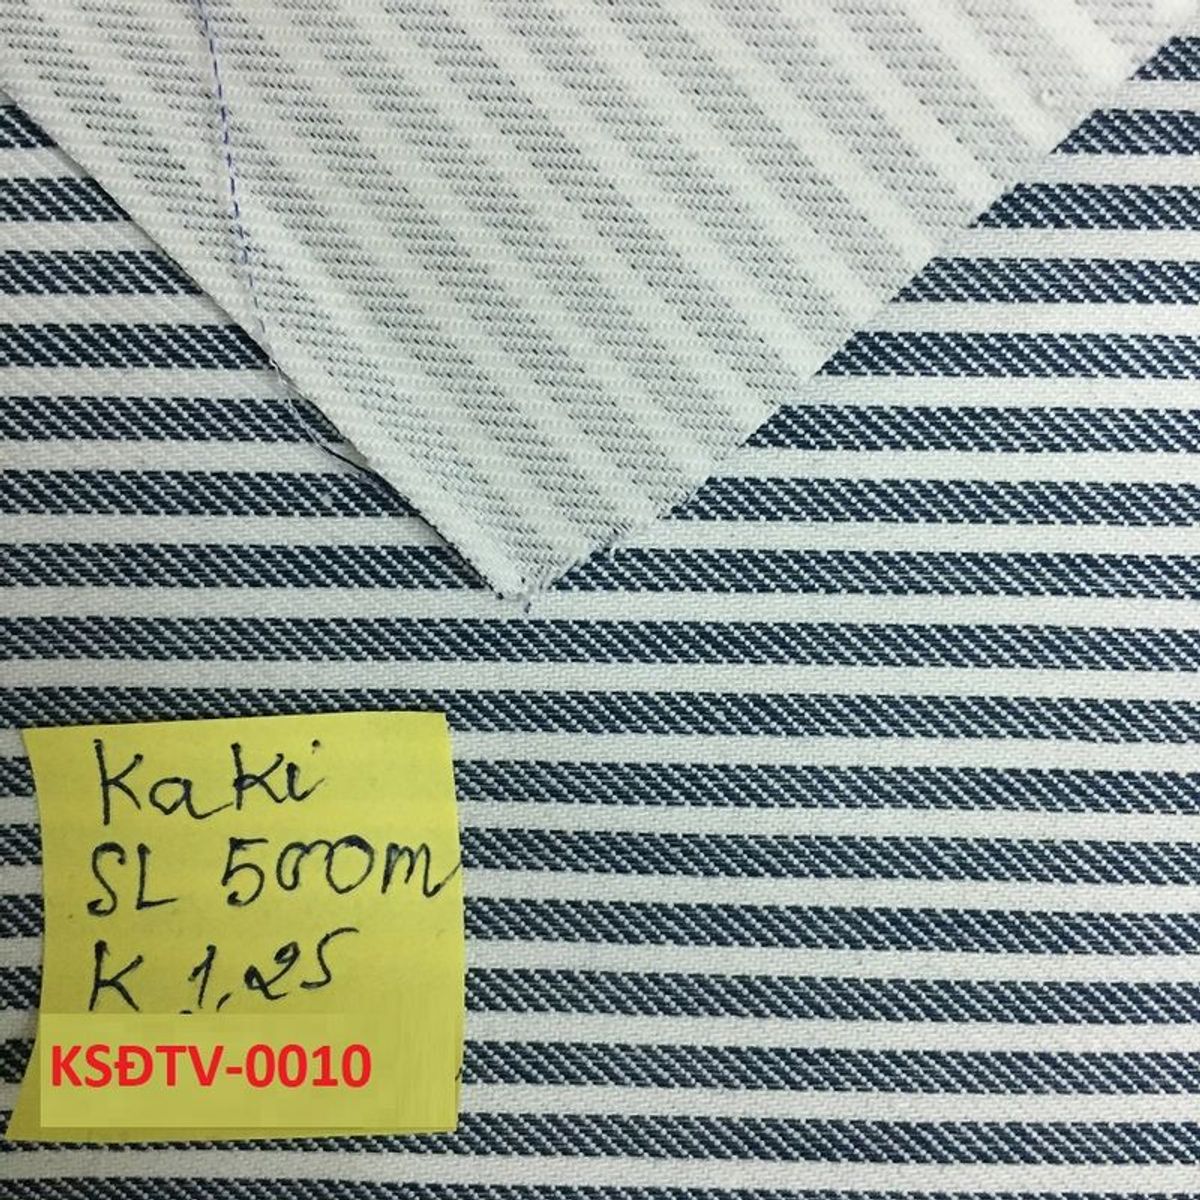 Kaki
SL 500m
K 1,25
KSĐTV-0010